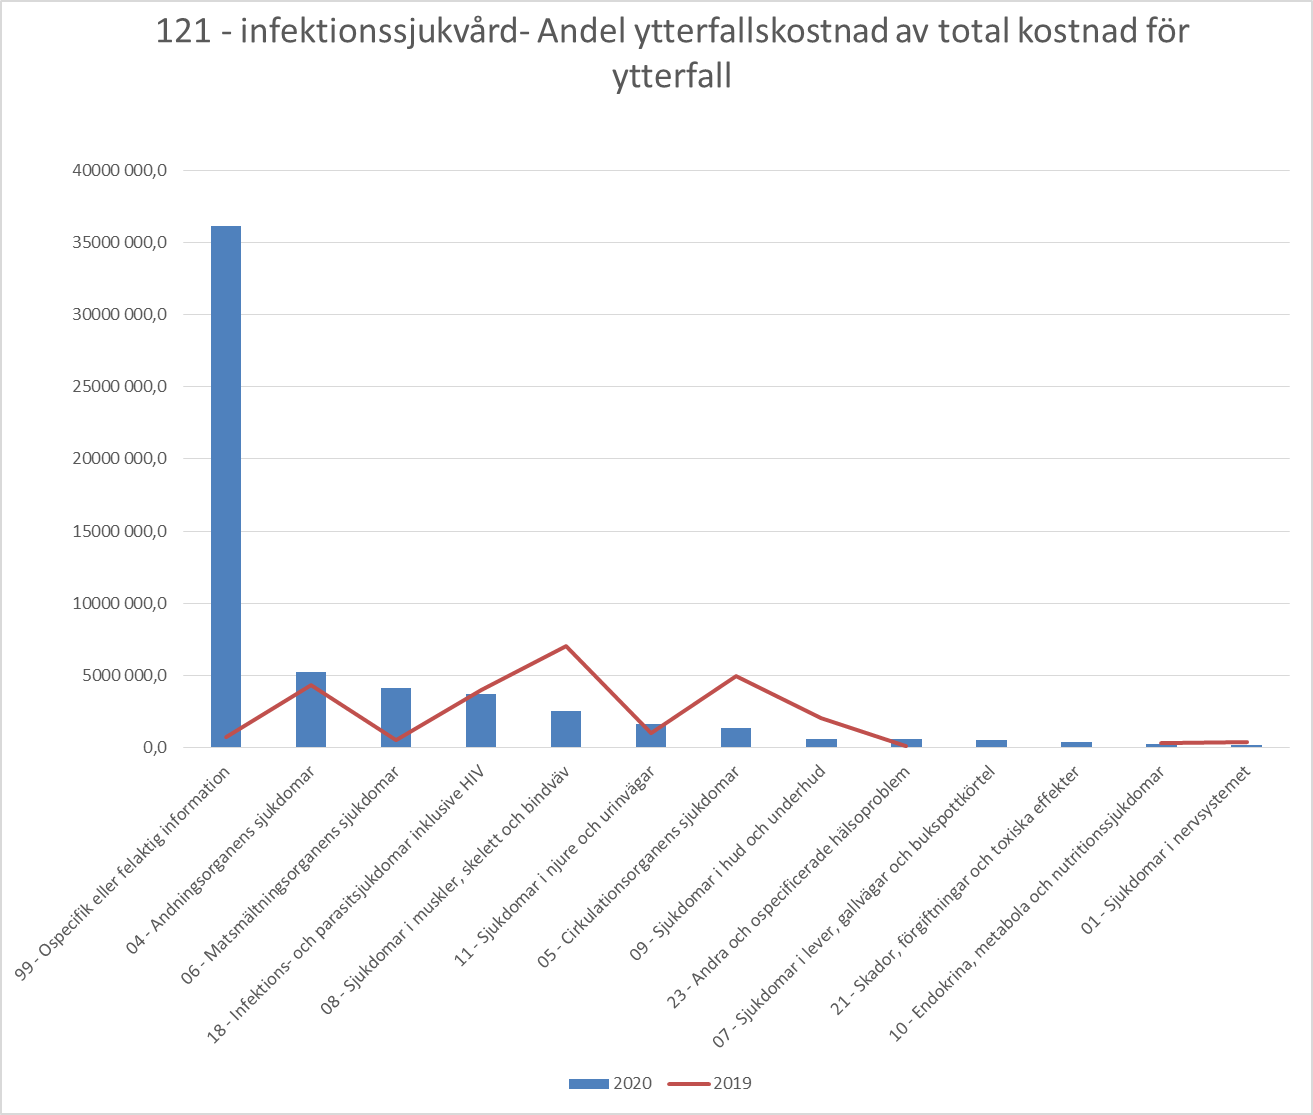 121 - infektionssjukvård- Andel ytterfallskostnad av total kostnad för
ytterfall
40000 000,0
35000 000,0
30000 000,0
25000 000,0
20000 000,0
15000 000,0
10000 000,0
5000 000,0
0,0
99 - Ospecifik eller felaktig information
04 - Andningsorganens sjukdomar
06 - Matsmältningsorganens sjukdomar
18 - Infektions- och parasitsjukdomar inklusive HIV
08 - Sjukdomar i muskler, skelett och bindväv
11 - Sjukdomar i njure och urinvägar
05 - Cirkulationsorganens sjukdomar
09 - Sjukdomar i hud och underhud
23 - Andra och ospecificerade hälsoproblem
07 - Sjukdomar i lever, gallvägar och bukspottkörtel
21 - Skador, förgiftningar och toxiska effekter
10 - Endokrina, metabola och nutritionssjukdomar
01 - Sjukdomar i nervsystemet
2020
2019